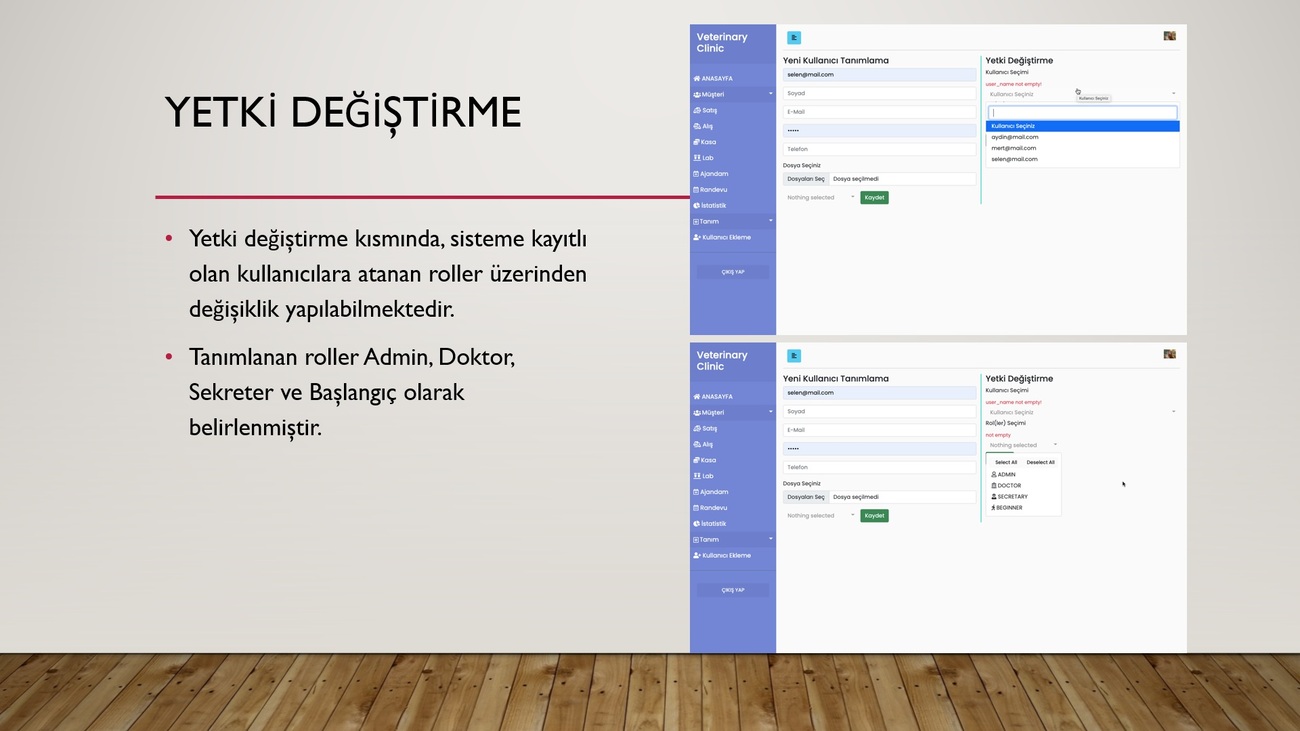 YETKİ DEĞİŞTİRME
• Yetki değiştirme kısmında, sisteme kayıtlı
olan kullanıcılara atanan roller üzerinden
değişiklik yapılabilmektedir.
• Tanımlanan roller Admin, Doktor,
Sekreter ve Başlangıç olarak
belirlenmiştir.
Veterinary
Clinic
ANASAYFA
Müşteri
Satış
Alış
Kasa
Lab
Ajandam
Randevu
İstatistik
Tanım
Kullanıcı Ekleme
ÇIKIŞ YAP
Yeni Kullanıcı Tanımlama
selen@mail.com
Soyad
E-Mail
•••••
Telefon
Dosya Seçiniz
Dosyaları Seç Dosya seçilmedi
Nothing selected Kaydet
Yetki Değiştirme
Kullanıcı Seçimi
user_name not empty!
Kullanıcı Seçiniz
Kullanıcı Seçiniz
Kullanıcı Seçiniz
aydin@mail.com
mert@mail.com
selen@mail.com
Veterinary
Clinic
ANASAYFA
Müşteri
Satış
Alış
Kasa
Lab
Ajandam
Randevu
İstatistik
Tanım
Kullanıcı Ekleme
ÇIKIŞ YAP
Yeni Kullanıcı Tanımlama
selen@mail.com
Soyad
E-Mail
•••••
Telefon
Dosya Seçiniz
Dosyaları Seç Dosya seçilmedi
Nothing selected Kaydet
Yetki Değiştirme
Kullanıcı Seçimi
user_name not empty!
Kullanıcı Seçiniz
Rol(ler) Seçimi
not empty
Nothing selected
Select All Deselect All
ADMIN
DOCTOR
SECRETARY
BEGINNER